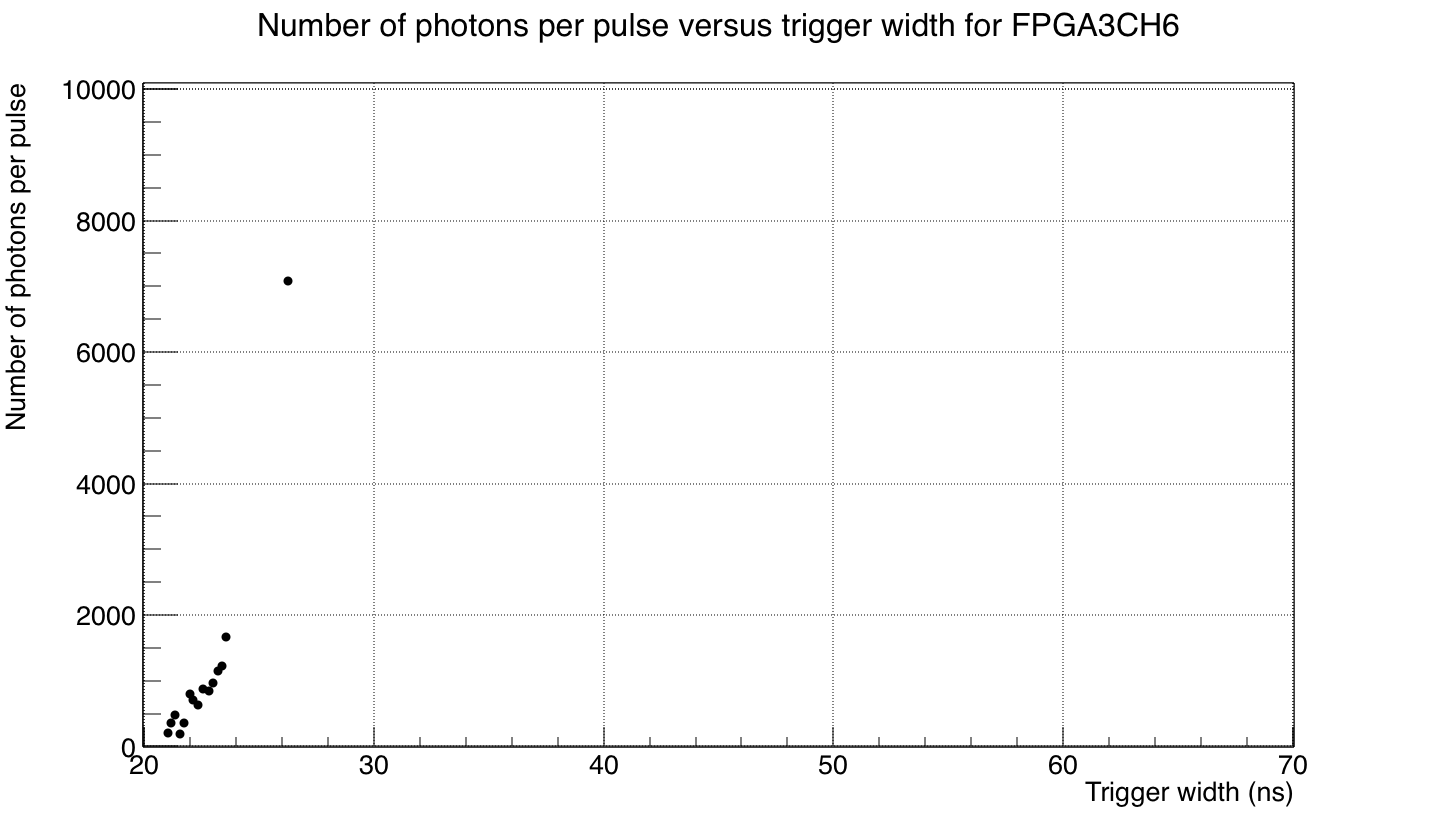 Number of photons per pulse versus trigger width for FPGA3CH6
Number of photons per pulse
10000
8000
6000
4000
2000
0
20 30 40 50 60 70
Trigger width (ns)